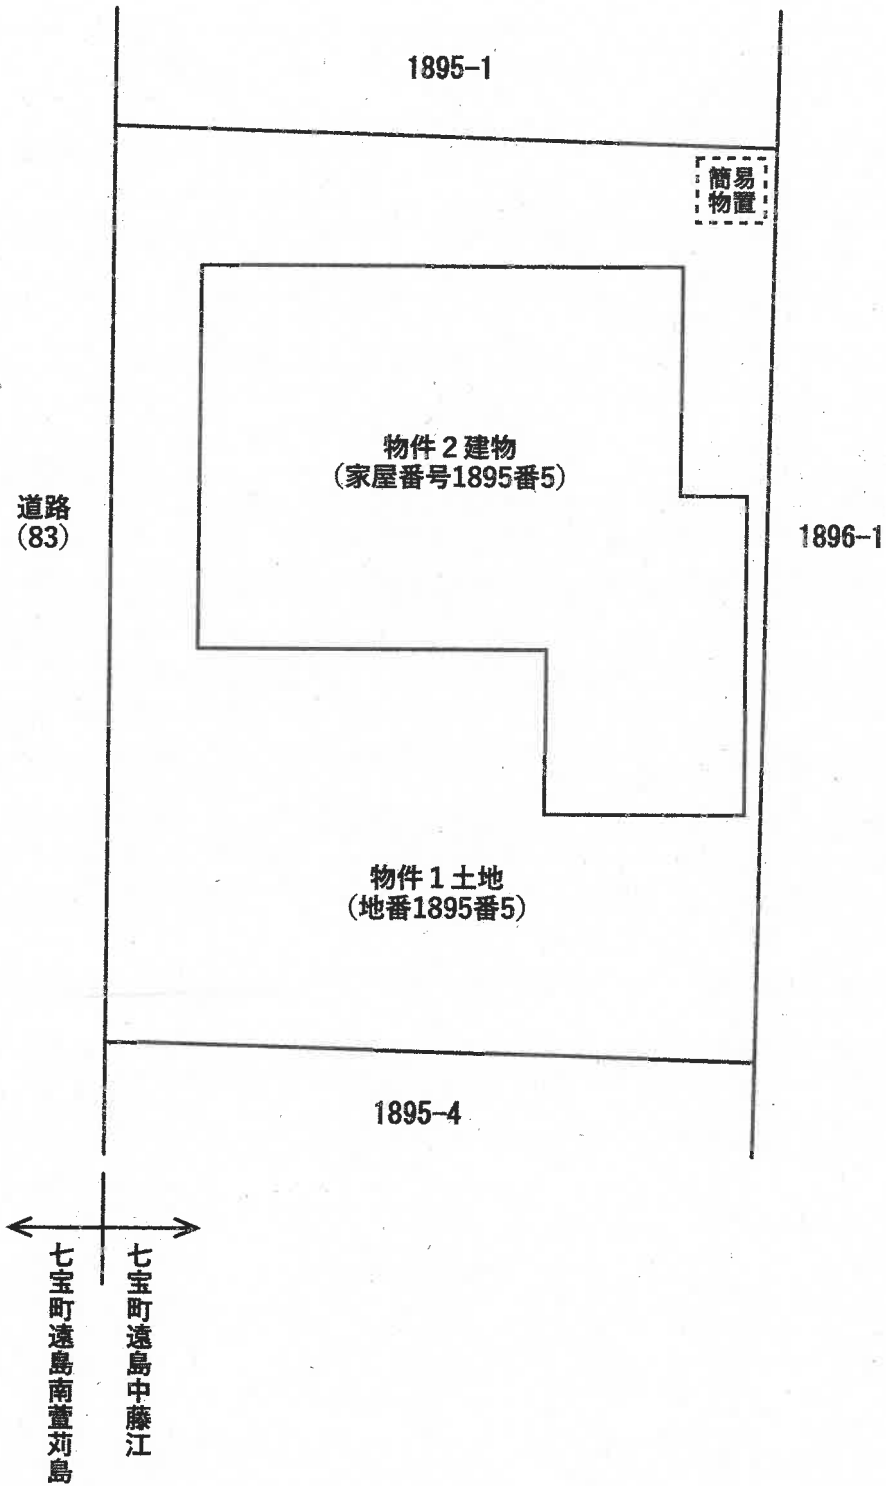 1895-1
簡易
物置
物件２建物
（家屋番号1895番5）
道路
（83）
1896-1
物件１土地
（地番1895番5）
1895-4
七宝町遠島南萱苅島
七宝町遠島中藤江